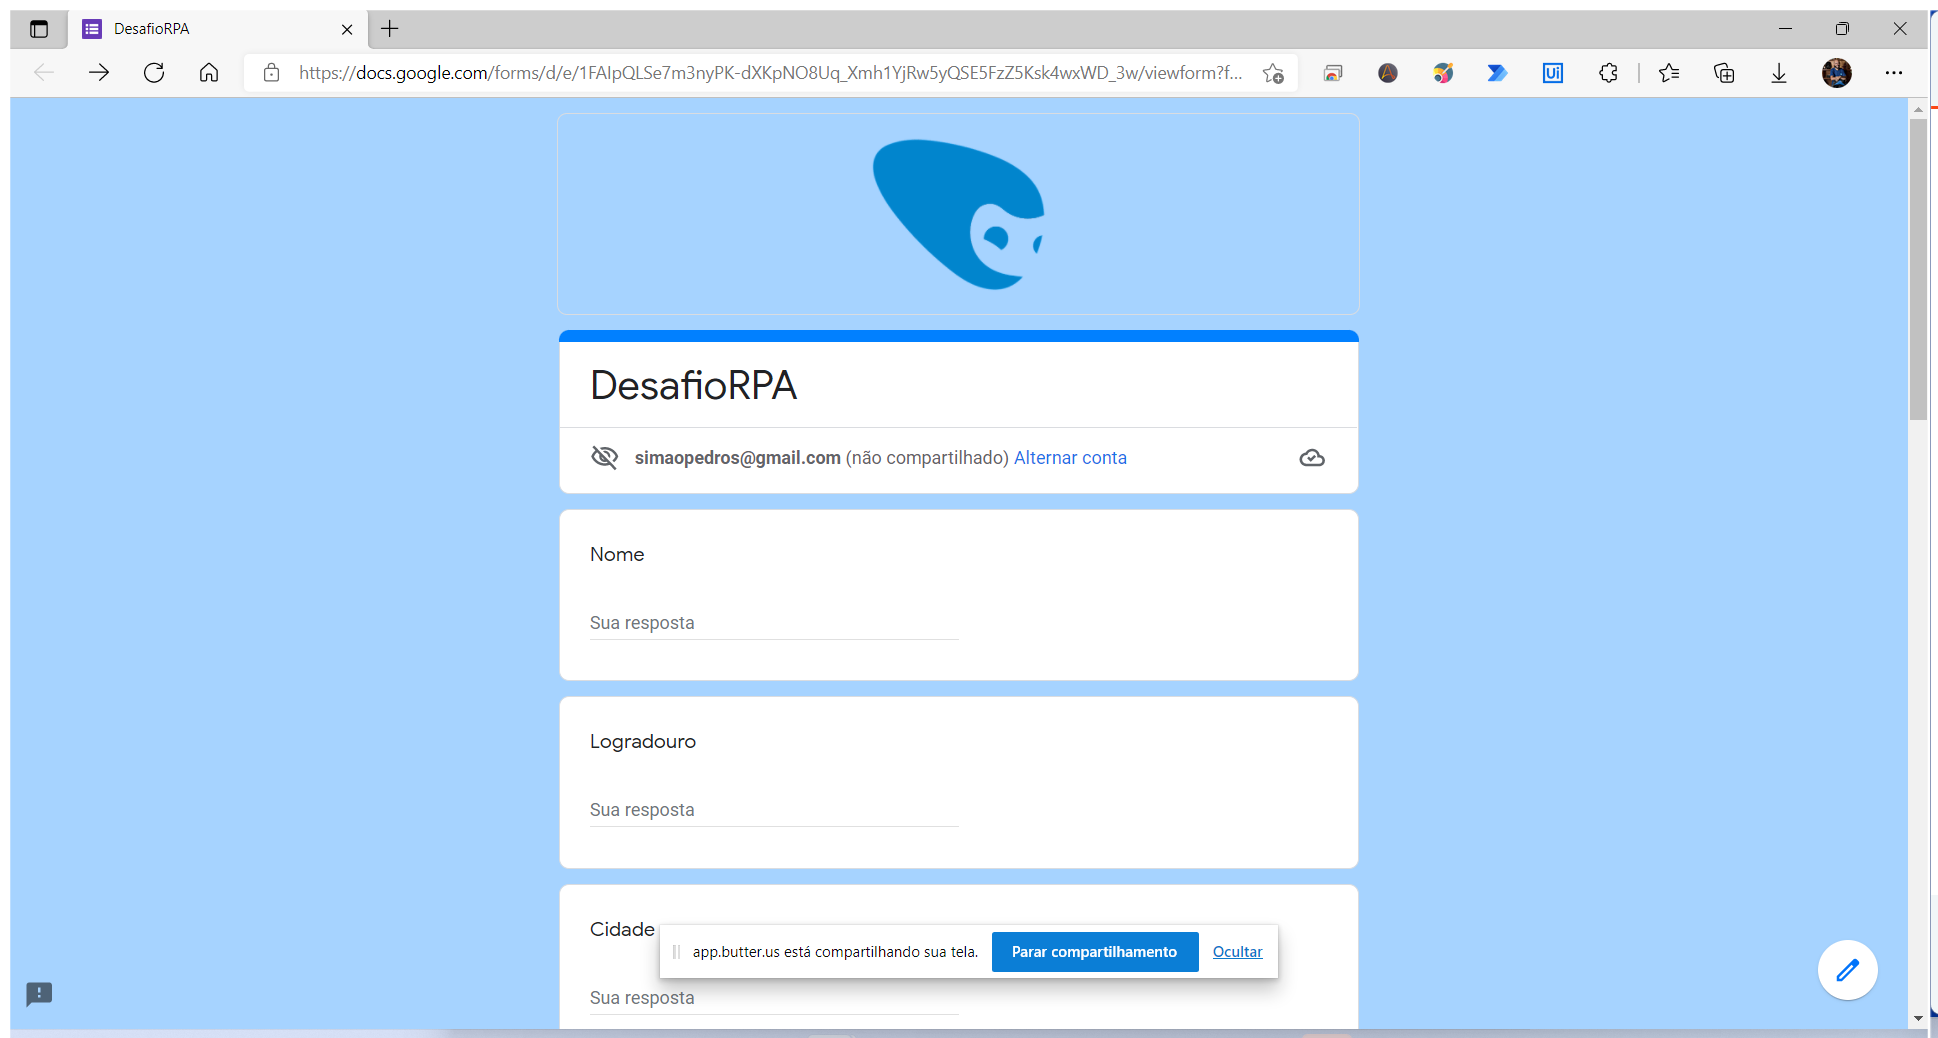 DesafioRPA
https://docs.google.com/forms/d/e/1FAIpQLSe7m3nyPK-dXKpNO8Uq_Xmh1YjRw5yQSE5FzZ5Ksk4wxWD_3w/viewform?f...
Ui
DesafioRPA
simaopedros@gmail.com (não compartilhado) Alternar conta
Nome
Sua resposta
Logradouro
Sua resposta
Cidade
app.butter.us está compartilhando sua tela. Parar compartilhamento Ocultar
Sua resposta